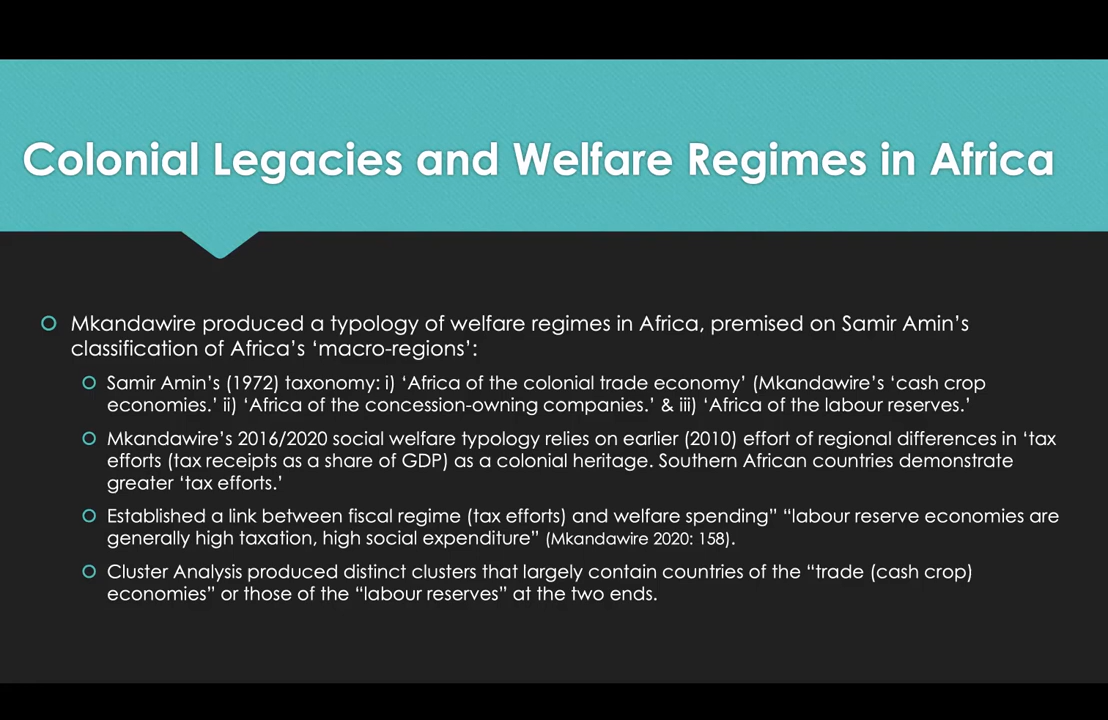 Colonial Legacies and Welfare Regimes in Africa
Mkandawire produced a typology of welfare regimes in Africa, premised on Samir Amin’s
classification of Africa’s ‘macro-regions’:
Samir Amin’s (1972) taxonomy: i) ‘Africa of the colonial trade economy’ (Mkandawire’s ‘cash crop
economies.’ ii) ‘Africa of the concession-owning companies.’ & iii) ‘Africa of the labour reserves.’
Mkandawire’s 2016/2020 social welfare typology relies on earlier (2010) effort of regional differences in ‘tax
efforts (tax receipts as a share of GDP) as a colonial heritage. Southern African countries demonstrate
greater ‘tax efforts.’
Established a link between fiscal regime (tax efforts) and welfare spending” “labour reserve economies are
generally high taxation, high social expenditure” (Mkandawire 2020: 158).
Cluster Analysis produced distinct clusters that largely contain countries of the “trade (cash crop)
economies” or those of the “labour reserves” at the two ends.